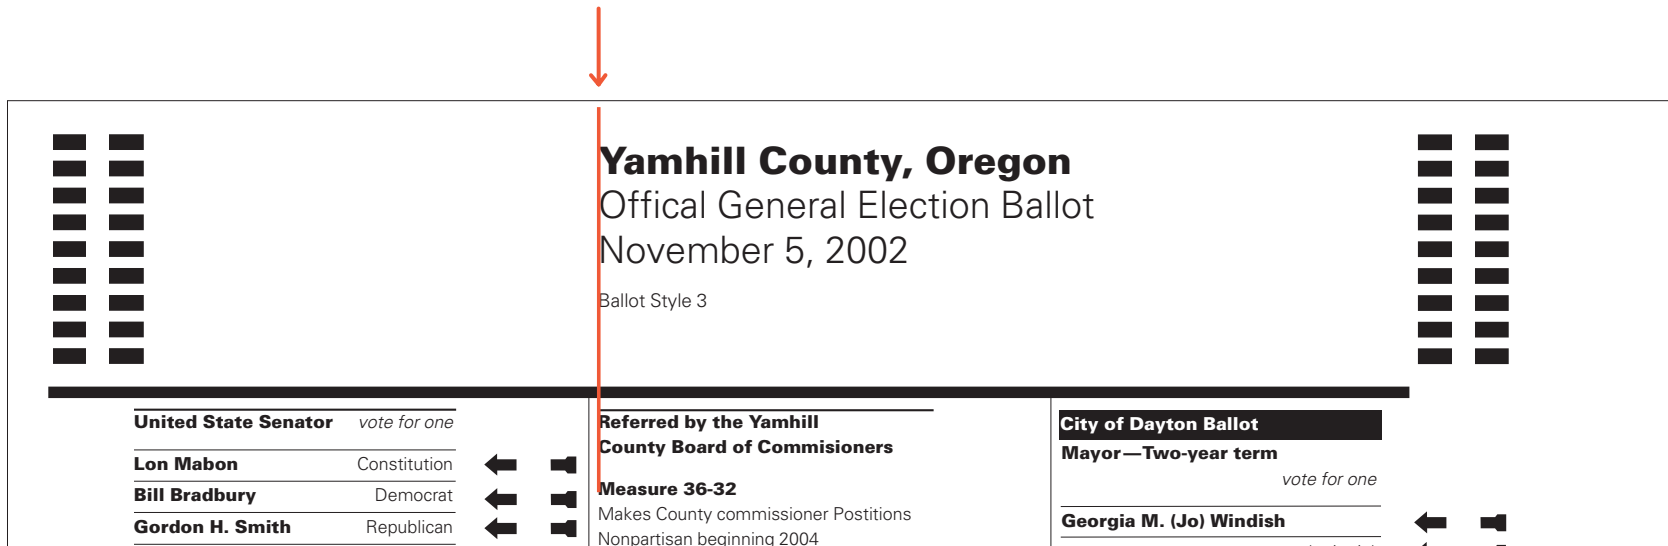 Yamhill County, Oregon
Offical General Election Ballot
November 5, 2002
Ballot Style 3
United State Senator vote for one
Lon Mabon Constitution
Bill Bradbury Democrat
Gordon H. Smith Republican
Referred by the Yamhill
County Board of Commisioners
Measure 36-32
Makes County commissioner Postitions
Nonpartisan beginning 2004
City of Dayton Ballot
Mayor—Two-year term
vote for one
Georgia M. (Jo) Windish